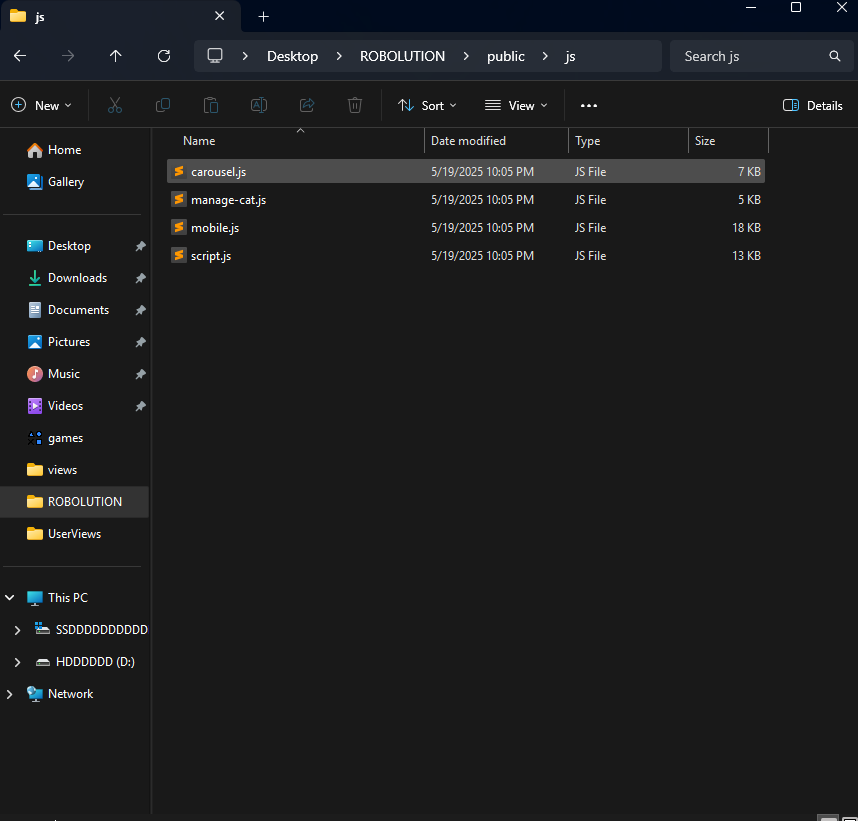 js
Desktop > ROBOLUTION > public > js
Search js
New
Sort
View
Details
Name Date modified Type Size
carousel.js 5/19/2025 10:05 PM JS File 7 KB
manage-cat.js 5/19/2025 10:05 PM JS File 5 KB
mobile.js 5/19/2025 10:05 PM JS File 18 KB
script.js 5/19/2025 10:05 PM JS File 13 KB
Home
Gallery
Desktop
Downloads
Documents
Pictures
Music
Videos
games
views
ROBOLUTION
UserViews
This PC
SSDDDDDDDDDD
HDDDDDD (D:)
Network